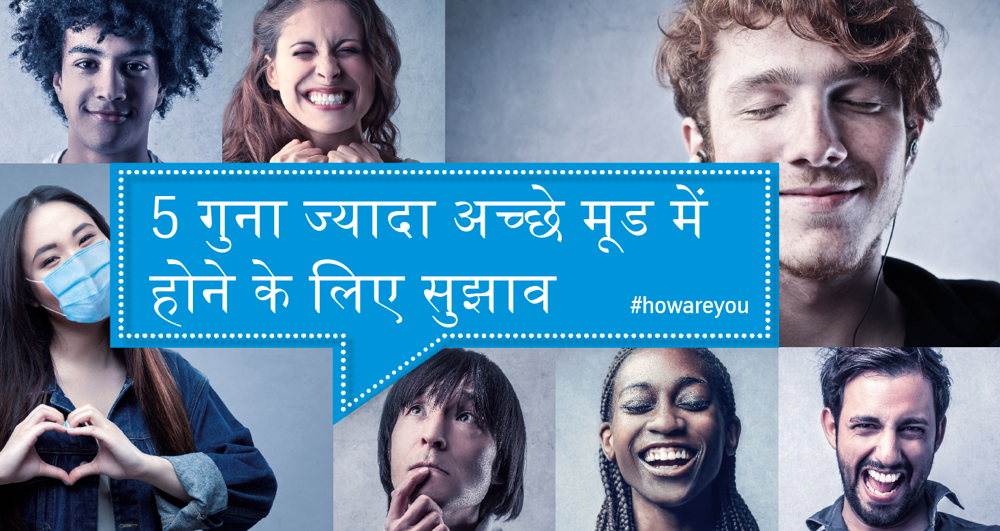 5 गुना ज्यादा अच्छे मूड में
होने के लिए सुझाव
#howareyou